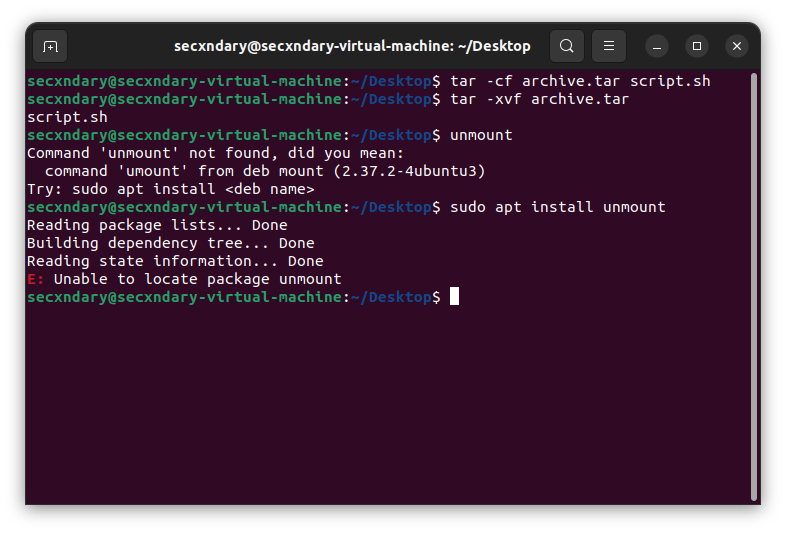 secxndary@secxndary-virtual-machine: ~/Desktop
secxndary@secxndary-virtual-machine:~/Desktop$ tar -cf archive.tar script.sh
secxndary@secxndary-virtual-machine:~/Desktop$ tar -xvf archive.tar
script.sh
secxndary@secxndary-virtual-machine:~/Desktop$ unmount
Command 'unmount' not found, did you mean:
  command 'umount' from deb mount (2.37.2-4ubuntu3)
Try: sudo apt install <deb name>
secxndary@secxndary-virtual-machine:~/Desktop$ sudo apt install unmount
Reading package lists... Done
Building dependency tree... Done
Reading state information... Done
E: Unable to locate package unmount
secxndary@secxndary-virtual-machine:~/Desktop$